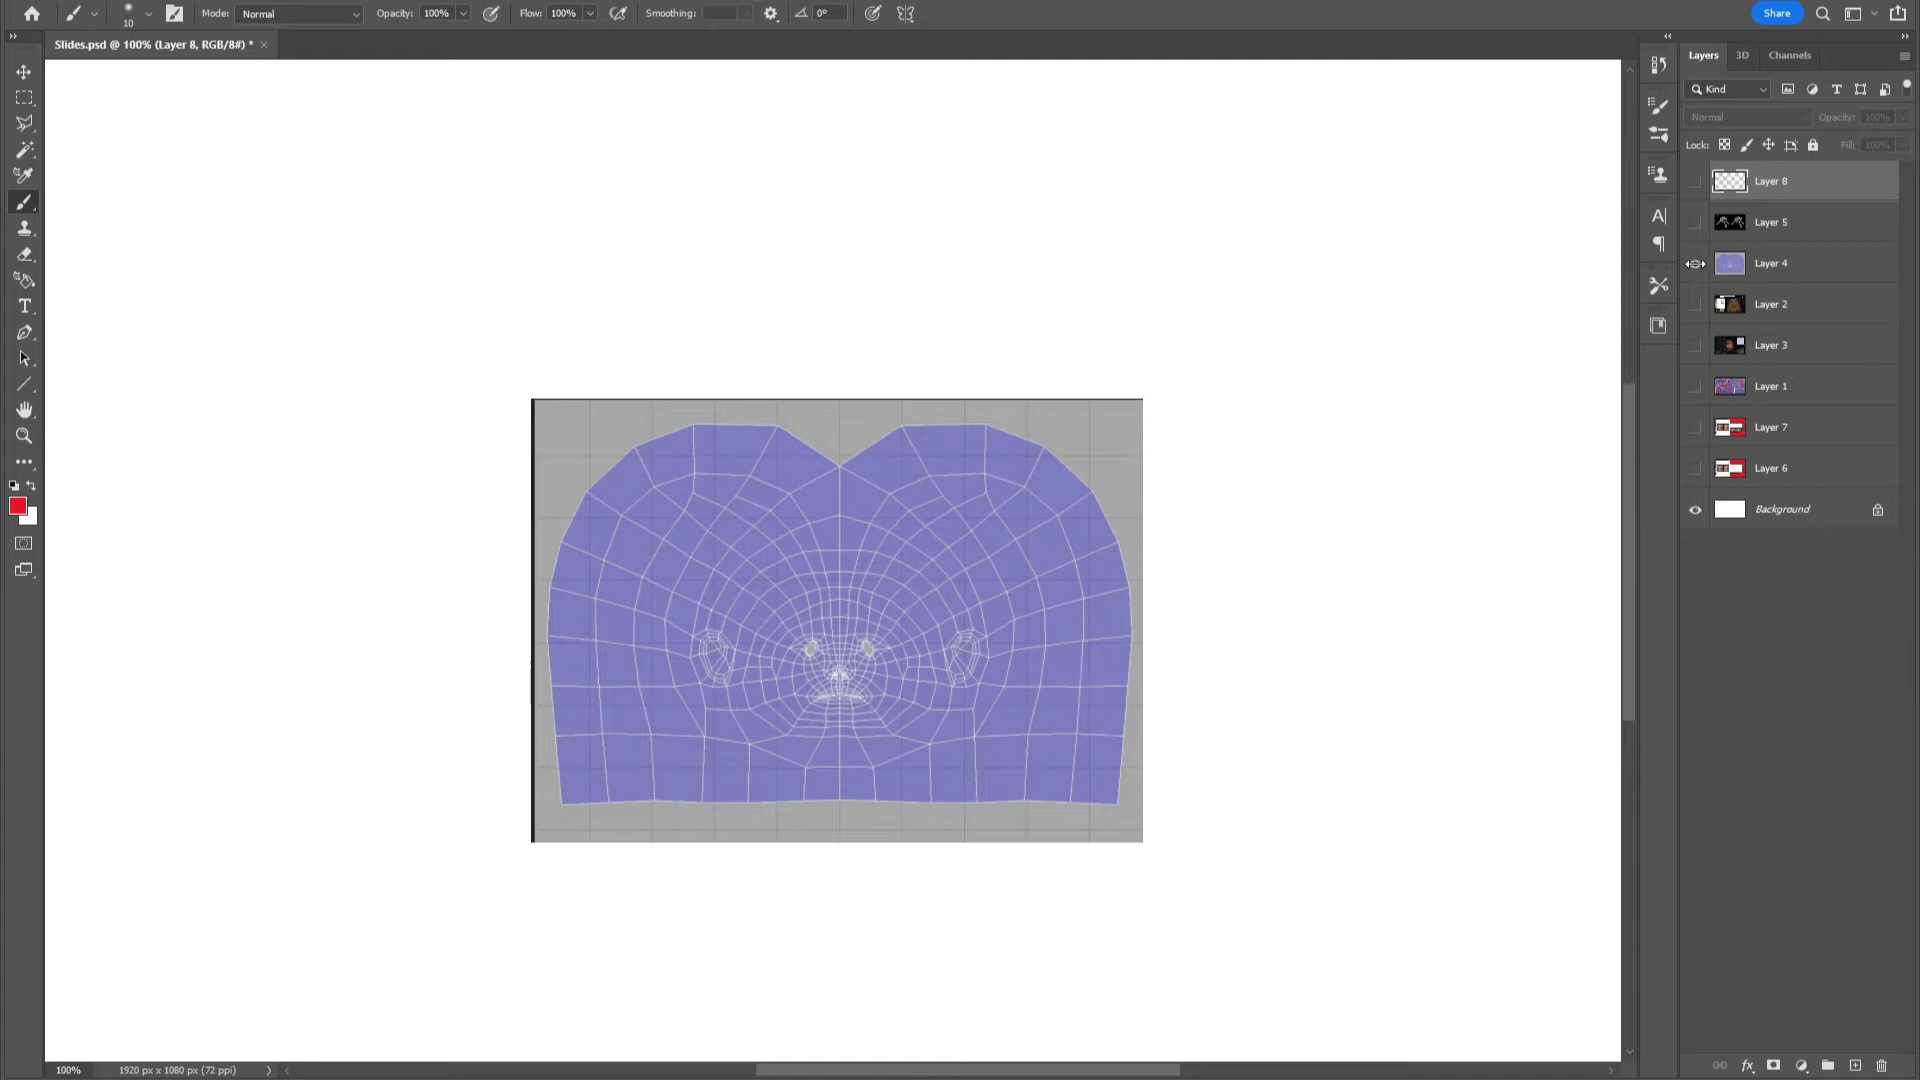 10
Mode: Normal
Opacity: 100%
Flow: 100%
Smoothing:
0°
Share
Slides.psd @ 100% (Layer 8, RGB/8#) *
Layers
3D
Channels
Kind
Normal
Opacity: 100%
Lock:
Fill: 100%
Layer 8
Layer 5
Layer 4
Layer 2
Layer 3
Layer 1
Layer 7
Layer 6
Background
100%
1920 px x 1080 px (72 ppi)